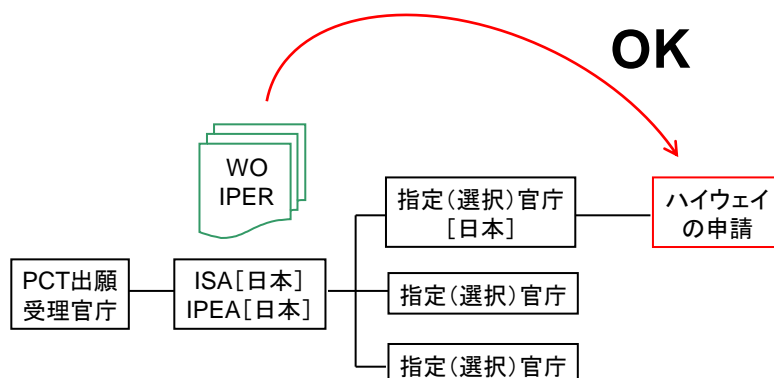 OK
WO
IPER
指定(選択)官庁
[日本]
ハイウェイ
の申請
PCT出願
受理官庁
ISA[日本]
IPEA[日本]
指定(選択)官庁
指定(選択)官庁